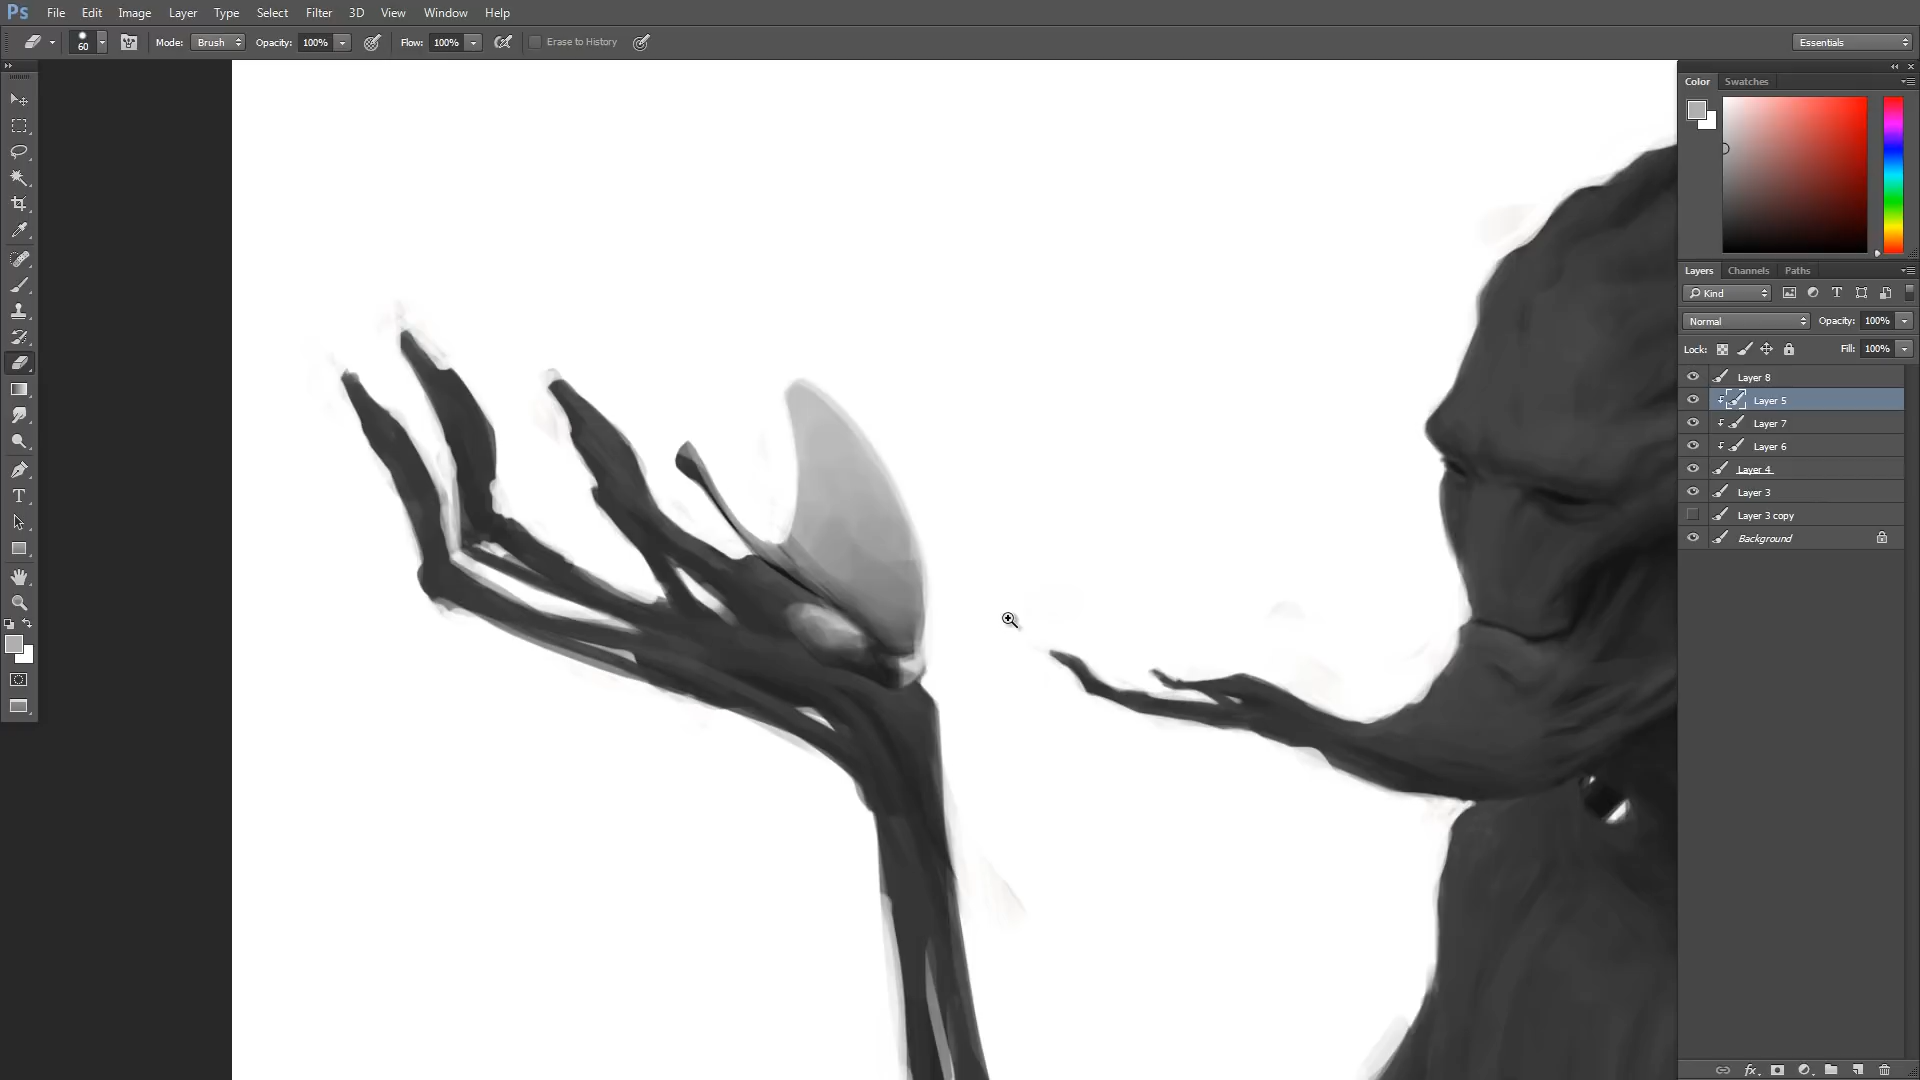 Ps File Edit Image Layer Type Select Filter 3D View Window Help
60 Mode: Brush Opacity: 100% Flow: 100% Erase to History Essentials
Color Swatches
Layers Channels Paths
Kind
Normal Opacity: 100%
Lock: Fill: 100%
Layer 8
Layer 5
Layer 7
Layer 6
Layer 4
Layer 3
Layer 3 copy
Background